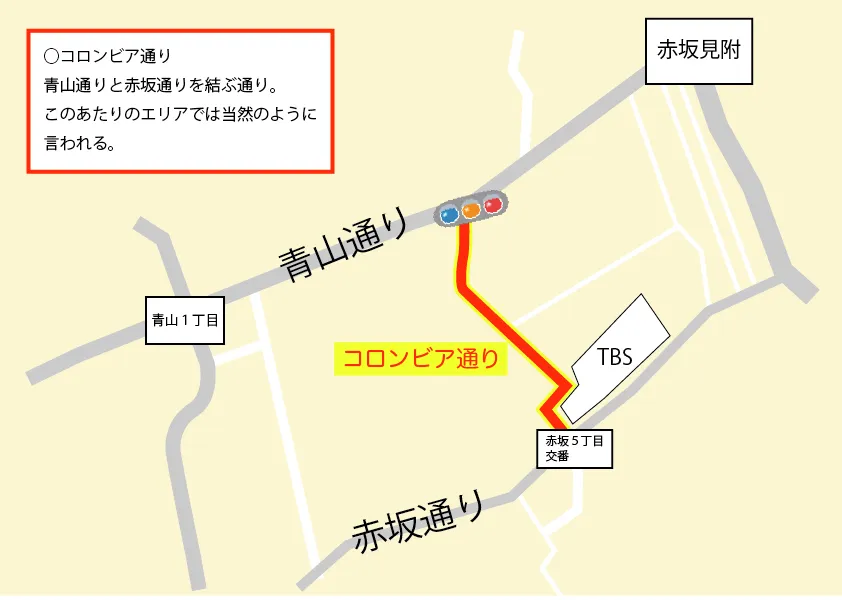 ○コロンビア通り
青山通りと赤坂通りを結ぶ通り。
このあたりのエリアでは当然のように
言われる。
赤坂見附
青山通り
青山1丁目
コロンビア通り
TBS
赤坂5丁目
交番
赤坂通り